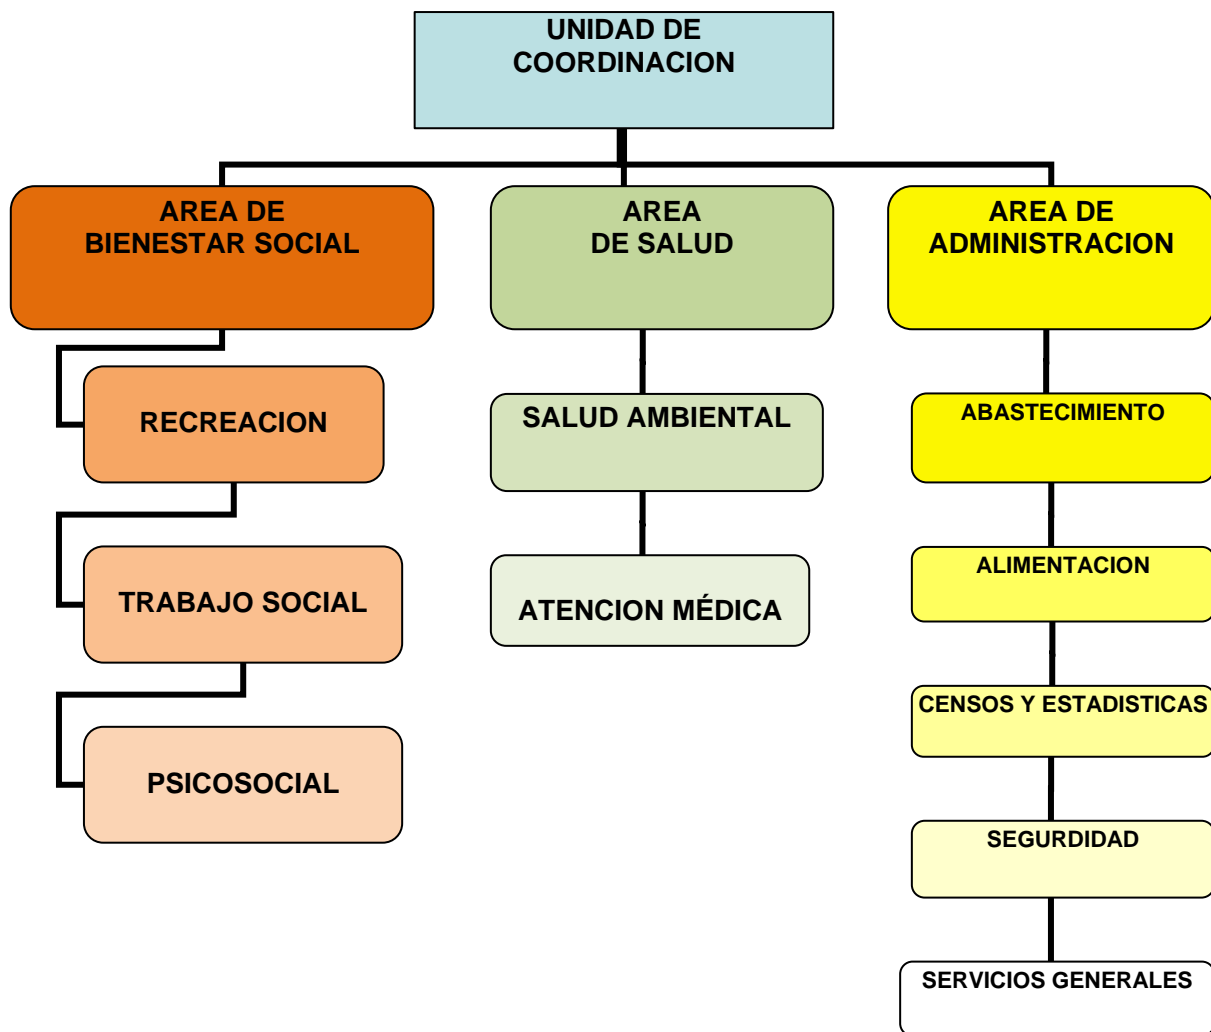 UNIDAD DE
COORDINACION
AREA DE
BIENESTAR SOCIAL
AREA
DE SALUD
AREA DE
ADMINISTRACION
RECREACION
SALUD AMBIENTAL
ABASTECIMIENTO
TRABAJO SOCIAL
ATENCION MÉDICA
ALIMENTACION
PSICOSOCIAL
CENSOS Y ESTADISTICAS
SEGURDIDAD
SERVICIOS GENERALES